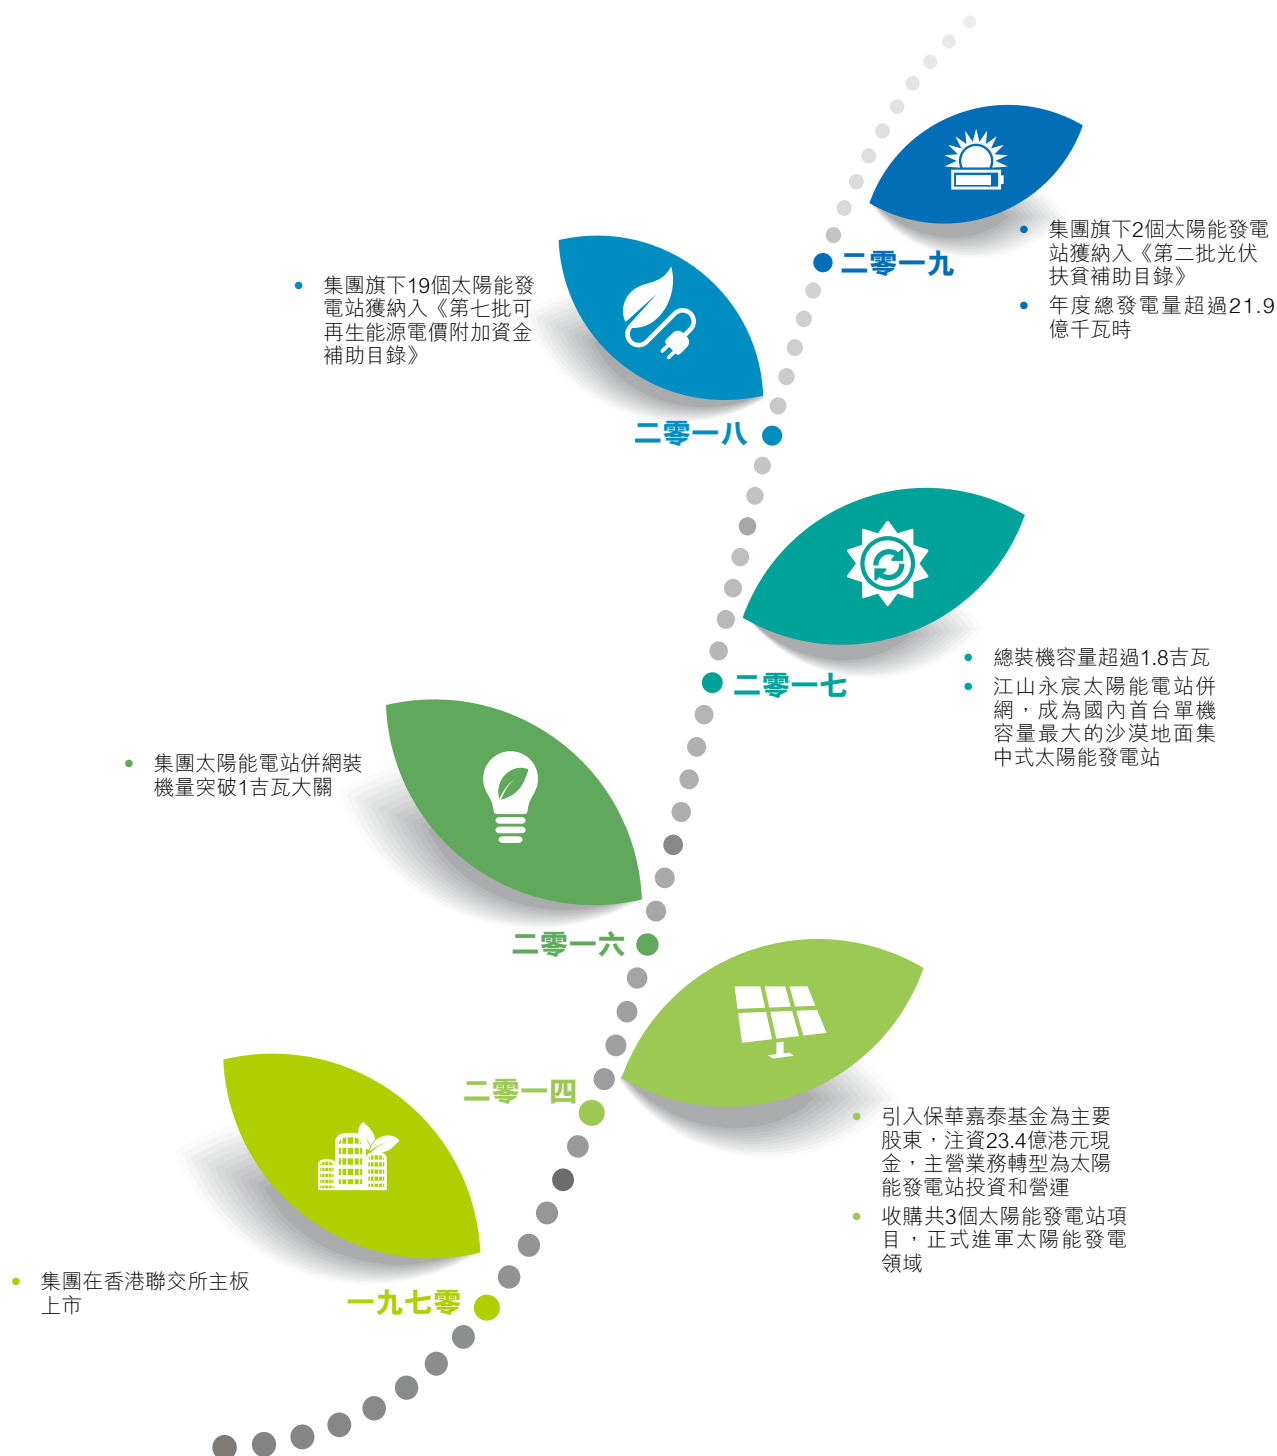 二零一九
• 集團旗下2個太陽能發電
站獲納入《第二批光伏
扶貧補助目錄》
• 年度總發電量超過21.9
億千瓦時
• 集團旗下19個太陽能發
電站獲納入《第七批可
再生能源電價附加資金
補助目錄》
二零一八
二零一七
• 總裝機容量超過1.8吉瓦
• 江山永宸太陽能電站併
網，成為國內首台單機
容量最大的沙漠地面集
中式太陽能發電站
• 集團太陽能電站併網裝
機量突破1吉瓦大關
二零一六
二零一四
• 引入保華嘉泰基金為主要
股東，注資23.4億港元現
金，主營業務轉型為太陽
能發電站投資和營運
• 收購共3個太陽能發電站項
目，正式進軍太陽能發電
領域
• 集團在香港聯交所主板
上市
一九七零